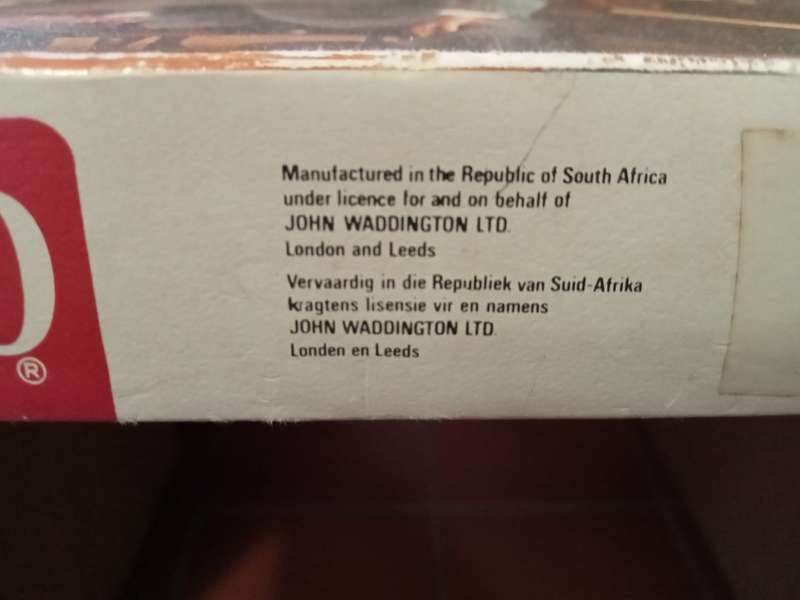 Manufactured in the Republic of South Africa
under licence for and on behalf of
JOHN WADDINGTON LTD.
London and Leeds
Vervaardig in die Republiek van Suid-Afrika
kragtens lisensie vir en namens
JOHN WADDINGTON LTD.
Londen en Leeds
®